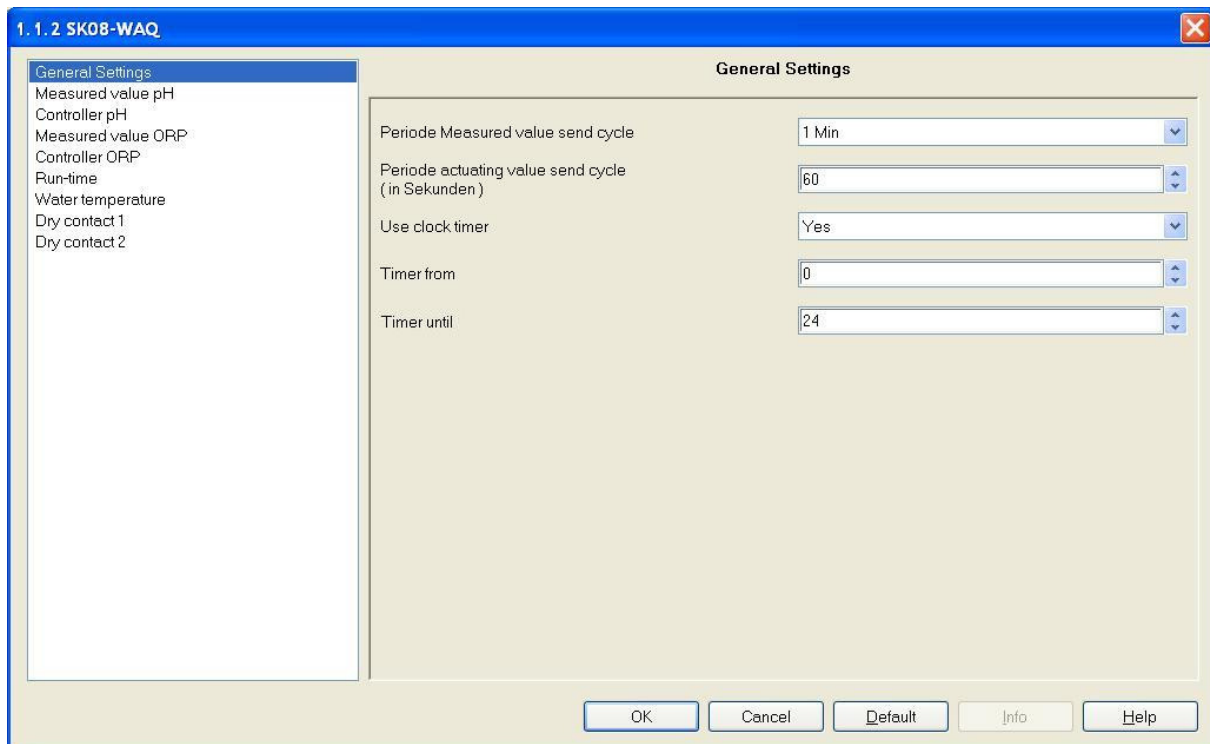 1.1.2 SK08-WAQ
General Settings
Measured value pH
Controller pH
Measured value ORP
Controller ORP
Run-time
Water temperature
Dry contact 1
Dry contact 2
General Settings
Periode Measured value send cycle
1 Min
Periode actuating value send cycle
( in Sekunden )
60
Use clock timer
Yes
Timer from
0
Timer until
24
OK
Cancel
Default
Info
Help